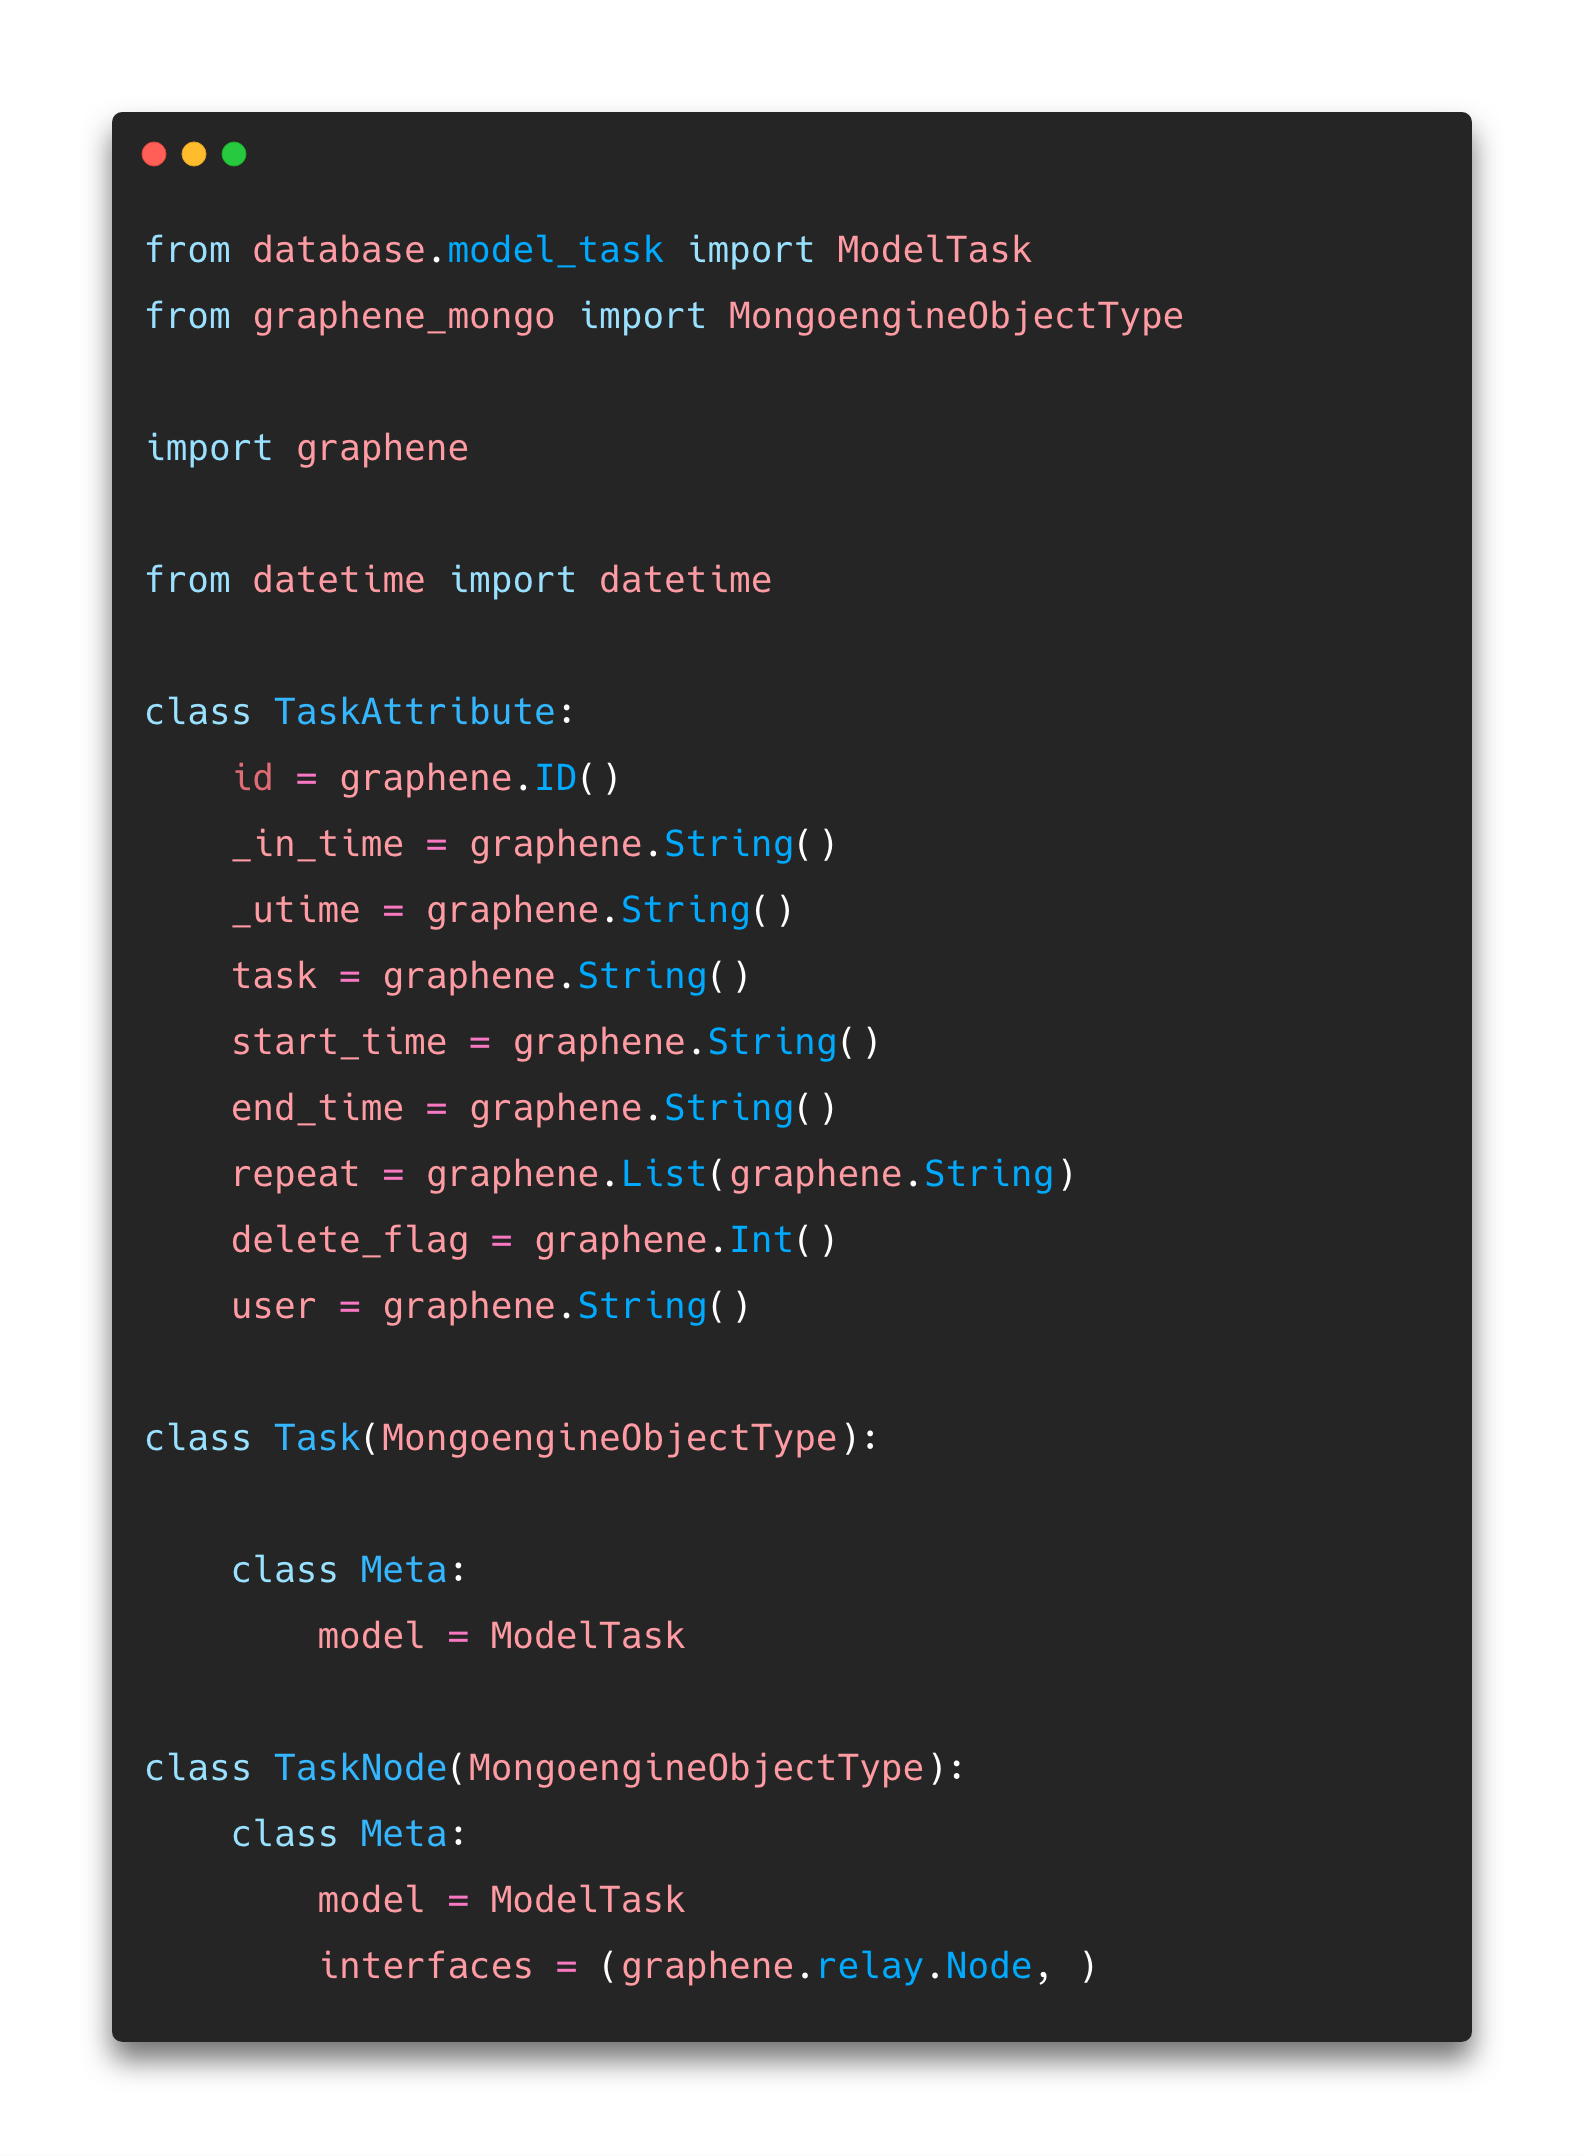 from database.model_task import ModelTask
from graphene_mongo import MongoengineObjectType

import graphene

from datetime import datetime

class TaskAttribute:
    id = graphene.ID()
    _in_time = graphene.String()
    _utime = graphene.String()
    task = graphene.String()
    start_time = graphene.String()
    end_time = graphene.String()
    repeat = graphene.List(graphene.String)
    delete_flag = graphene.Int()
    user = graphene.String()

class Task(MongoengineObjectType):

    class Meta:
        model = ModelTask

class TaskNode(MongoengineObjectType):
    class Meta:
        model = ModelTask
        interfaces = (graphene.relay.Node, )